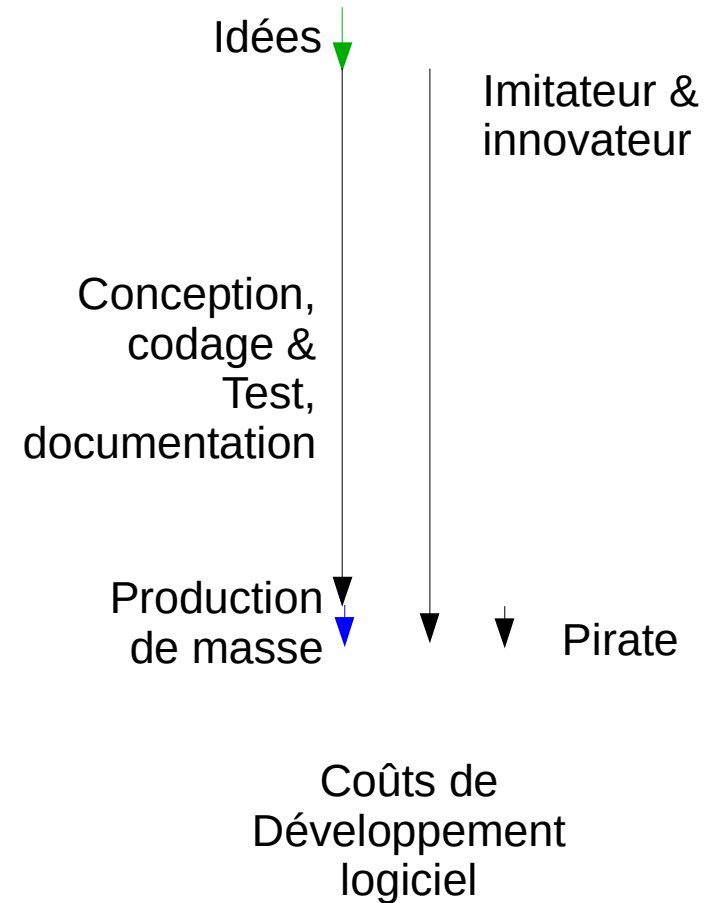 Idées
Imitateur &
innovateur
Conception,
codage &
Test,
documentation
Production
de masse
Pirate
Coûts de
Développement
logiciel